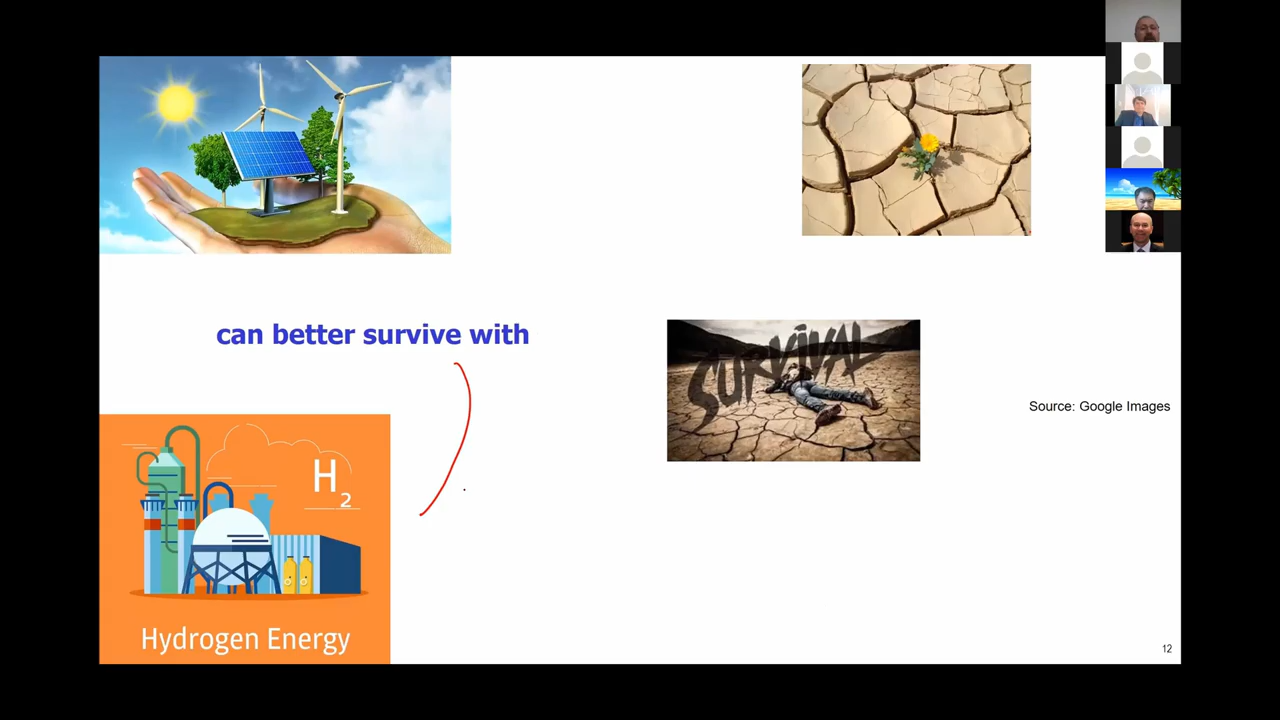 can better survive with
SURVIVAL
Source: Google Images
H2
Hydrogen Energy
12